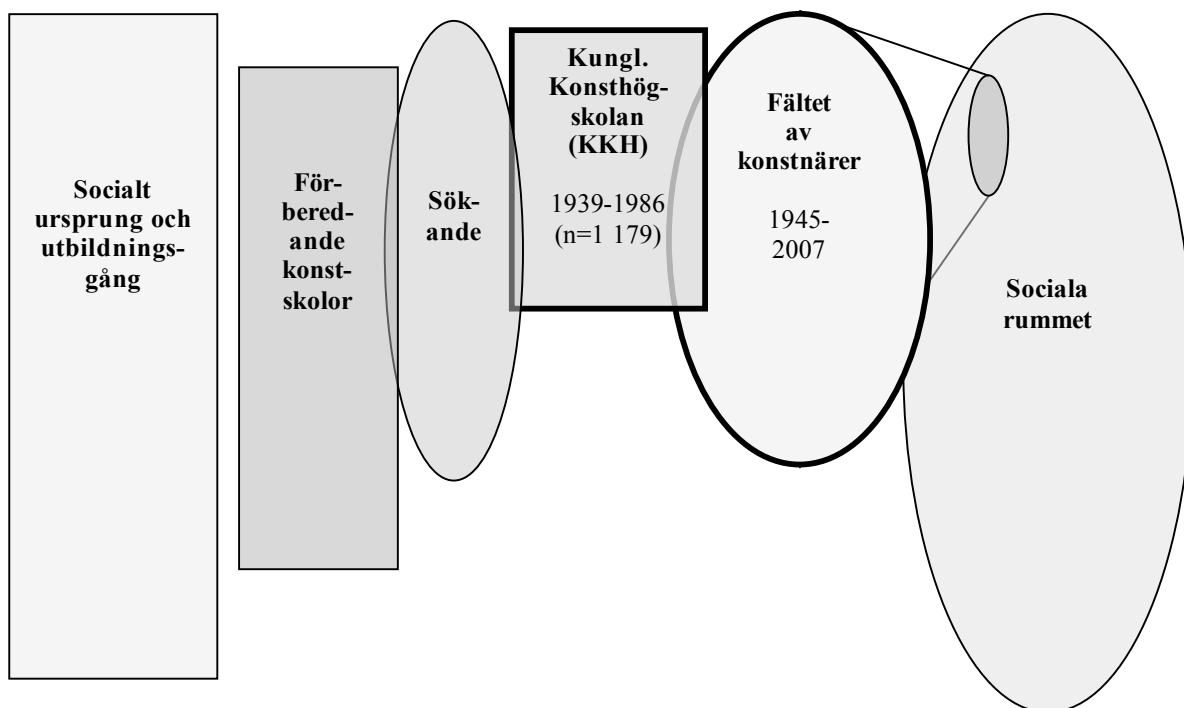 Socialt
ursprung och
utbildnings-
gång
För-
bered-
ande
konst-
skolor
Sök-
ande
Kungl.
Konsthög-
skolan
(KKH)
1939-1986
(n=1 179)
Fältet
av
konstnärer
1945-
2007
Sociala
rummet